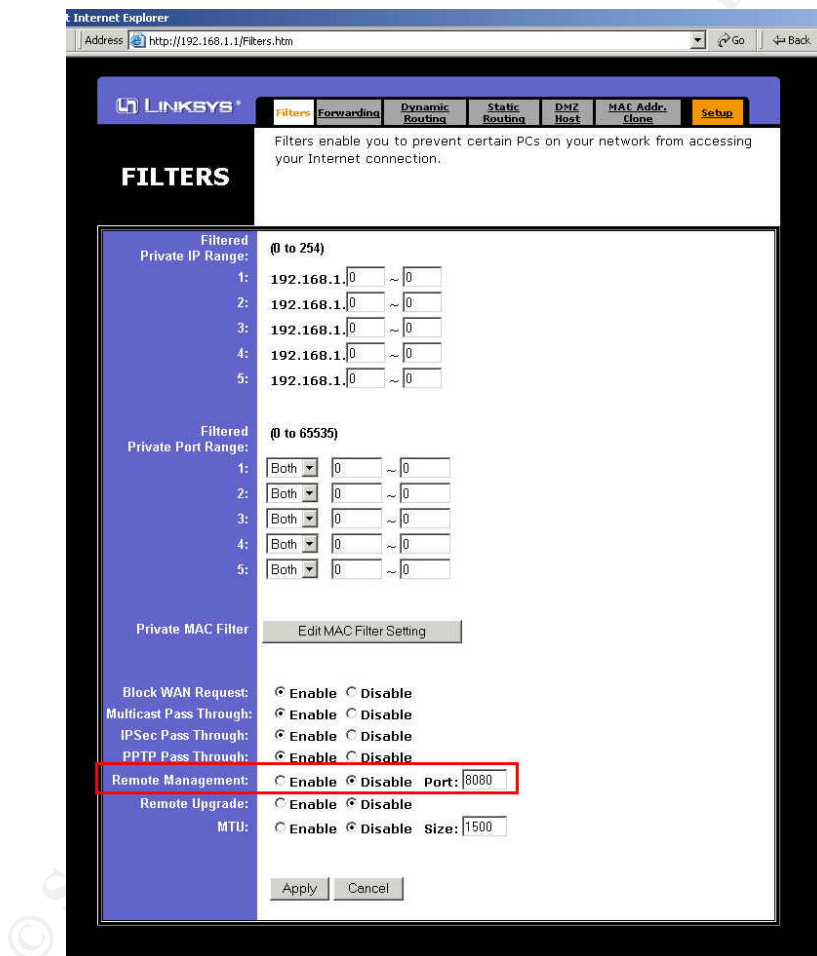 t Internet Explorer
Address http://192.168.1.1/Filters.htm Go Back
LINKSYS®
Filters Forwarding Dynamic Routing Static Routing DMZ Host MAC Addr. Clone Setup
FILTERS
Filters enable you to prevent certain PCs on your network from accessing
your Internet connection.
Filtered
Private IP Range: (0 to 254)
1: 192.168.1.0 ~ 0
2: 192.168.1.0 ~ 0
3: 192.168.1.0 ~ 0
4: 192.168.1.0 ~ 0
5: 192.168.1.0 ~ 0
Filtered
Private Port Range: (0 to 65535)
1: Both 0 ~ 0
2: Both 0 ~ 0
3: Both 0 ~ 0
4: Both 0 ~ 0
5: Both 0 ~ 0
Private MAC Filter Edit MAC Filter Setting
Block WAN Request: Enable Disable
Multicast Pass Through: Enable Disable
IPSec Pass Through: Enable Disable
PPTP Pass Through: Enable Disable
Remote Management: Enable Disable Port: 8080
Remote Upgrade: Enable Disable
MTU: Enable Disable Size: 1500
Apply Cancel
©